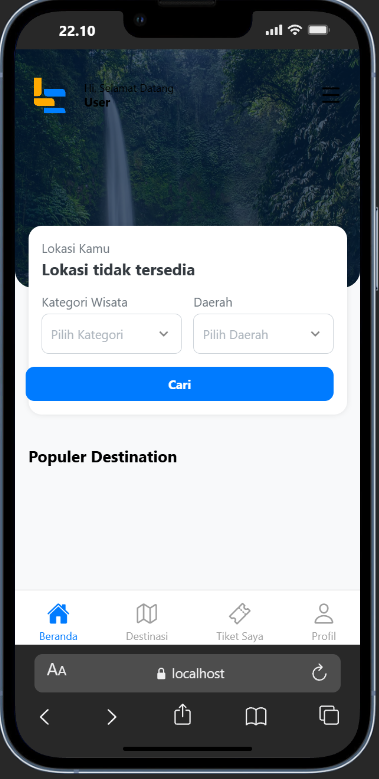 22.10
Hi, Selamat Datang
User
Lokasi Kamu
Lokasi tidak tersedia
Kategori Wisata Daerah
Pilih Kategori Pilih Daerah
Cari
Populer Destination
Beranda Destinasi Tiket Saya Profil
AA localhost